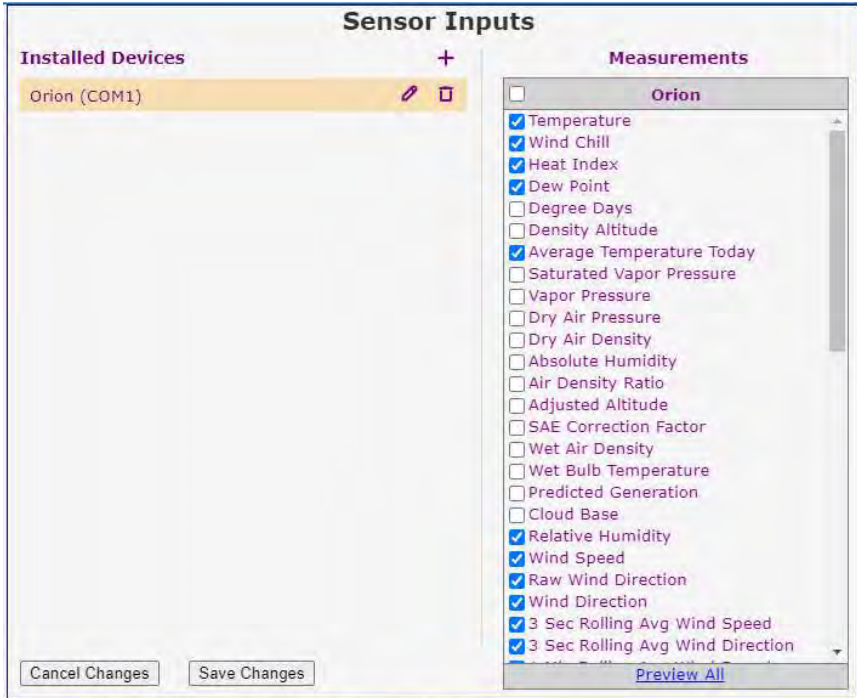 Sensor Inputs
Installed Devices
+
Orion (COM1)
Measurements
Orion
Temperature
Wind Chill
Heat Index
Dew Point
Degree Days
Density Altitude
Average Temperature Today
Saturated Vapor Pressure
Vapor Pressure
Dry Air Pressure
Dry Air Density
Absolute Humidity
Air Density Ratio
Adjusted Altitude
SAE Correction Factor
Wet Air Density
Wet Bulb Temperature
Predicted Generation
Cloud Base
Relative Humidity
Wind Speed
Raw Wind Direction
Wind Direction
3 Sec Rolling Avg Wind Speed
3 Sec Rolling Avg Wind Direction
Preview All
Cancel Changes
Save Changes